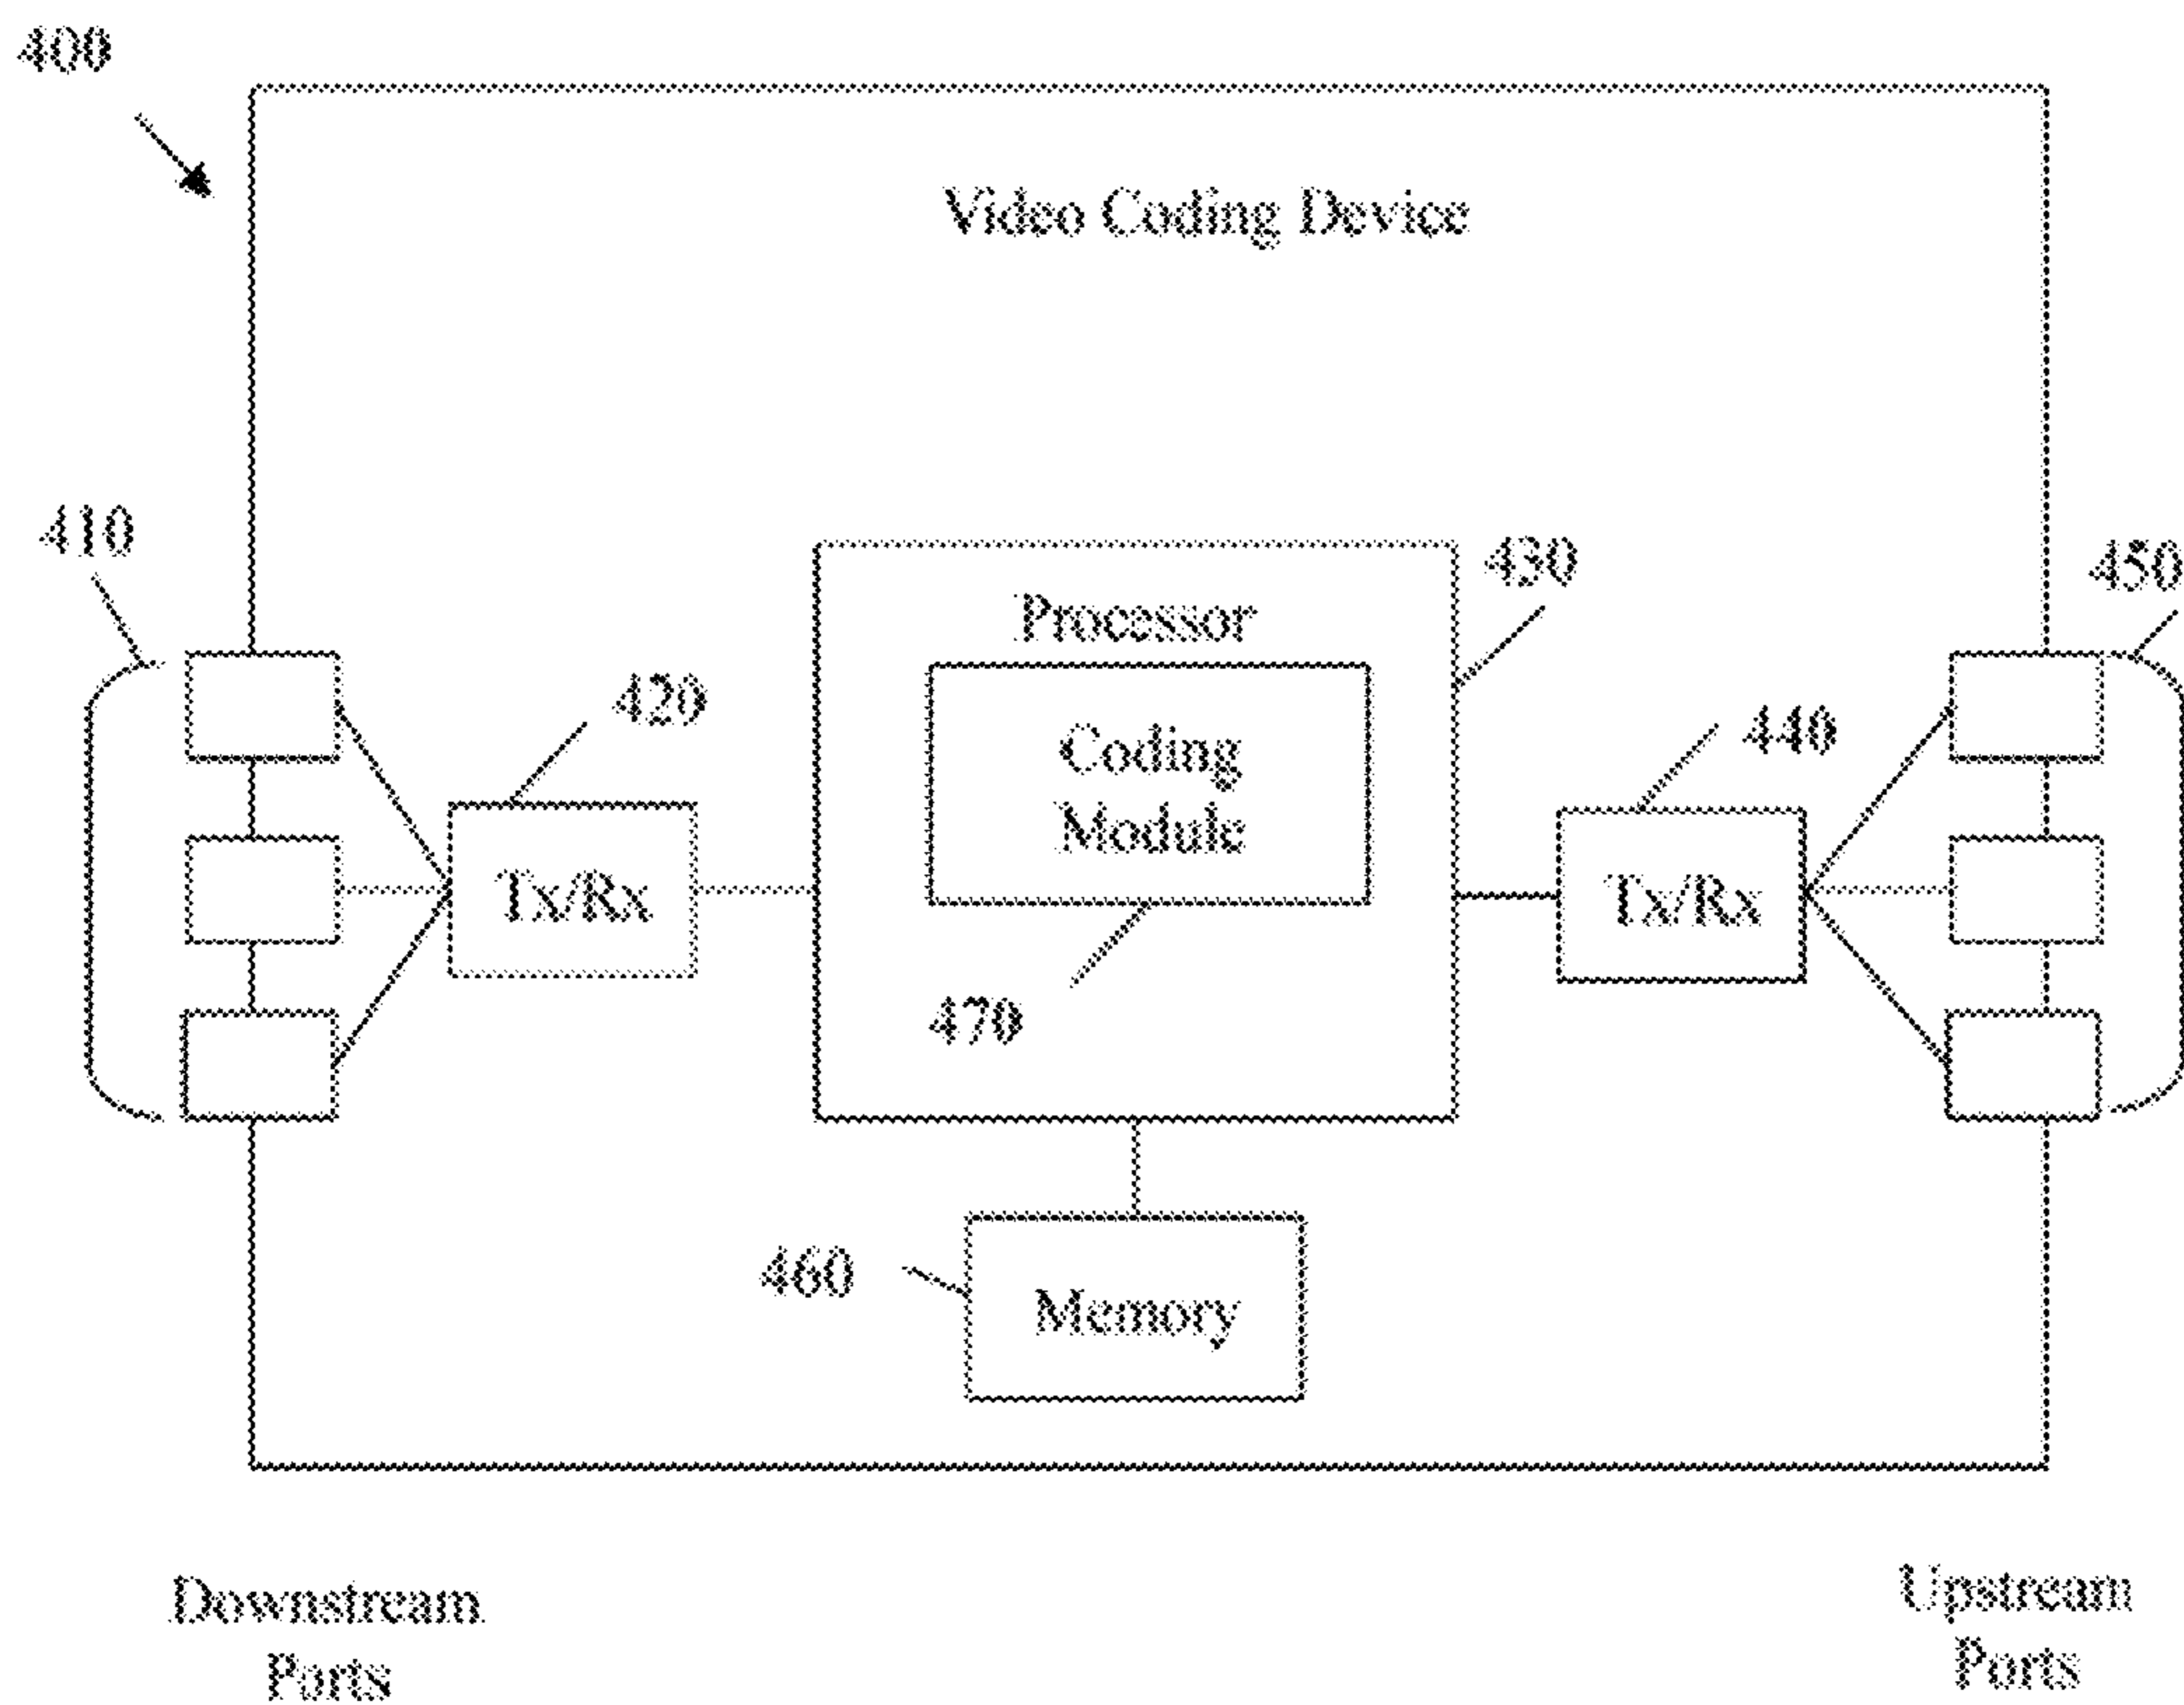 400
Video Coding Device
410
430
450
Processor
420
440
Coding
Module
Tx/Rx
Tx/Rx
470
460
Memory
Downstream
Ports
Upstream
Ports